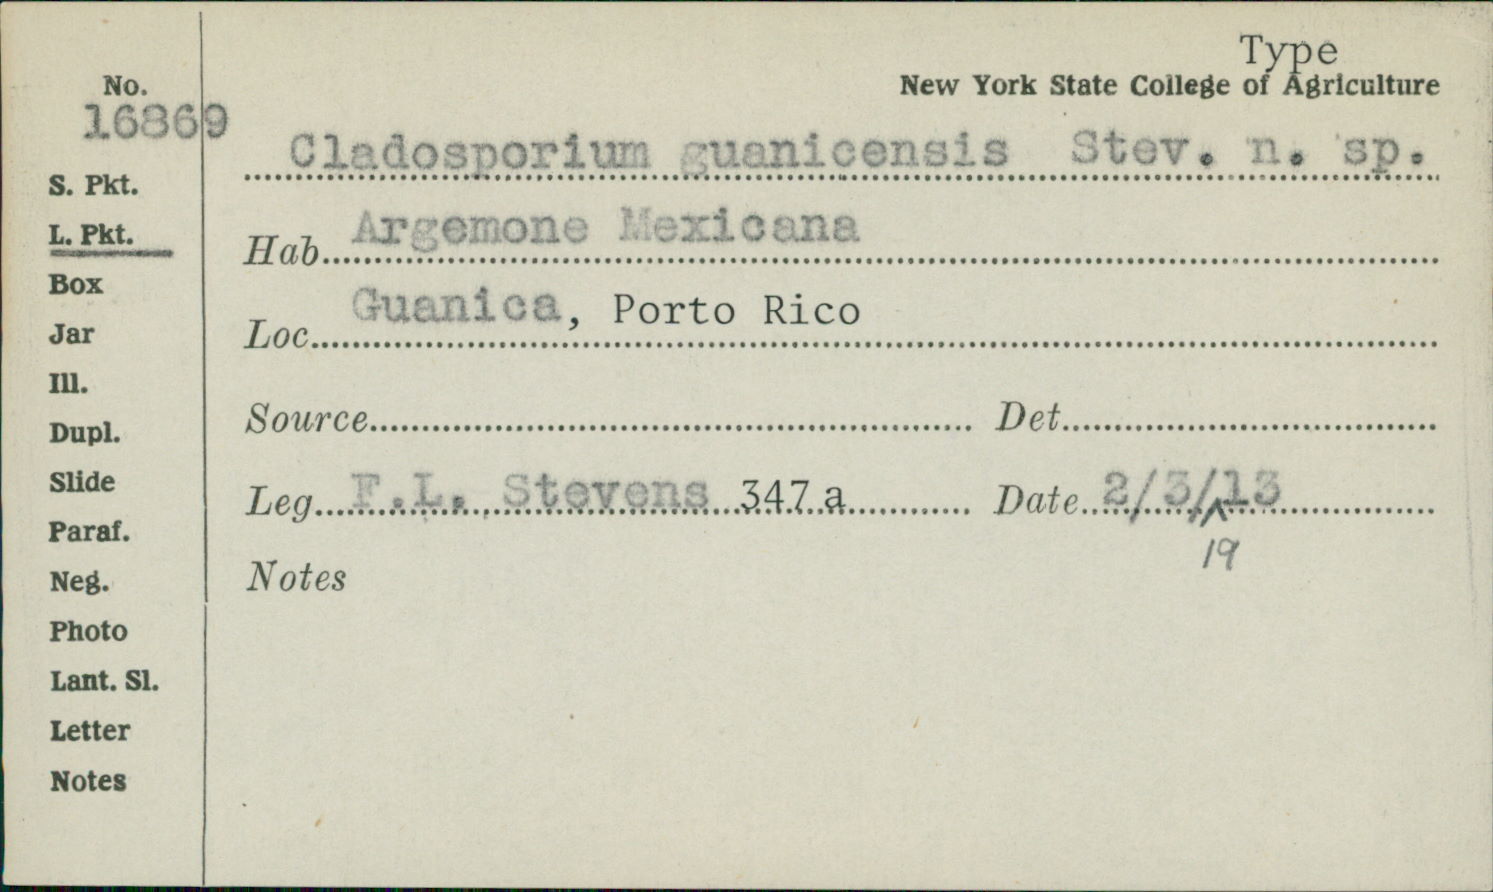 Type
No.
New York State College of Agriculture
16869
Cladosporium guanicensis Stev. n. sp.
S. Pkt.
L. Pkt.
Hab. Argemone Mexicana
Box
Loc. Guanica, Porto Rico
Jar
Ill.
Dupl.
Source Det.
Slide
Leg. F.L. Stevens 347 a Date 2/3/13
19
Paraf.
Neg.
Notes
Photo
Lant. Sl.
Letter
Notes